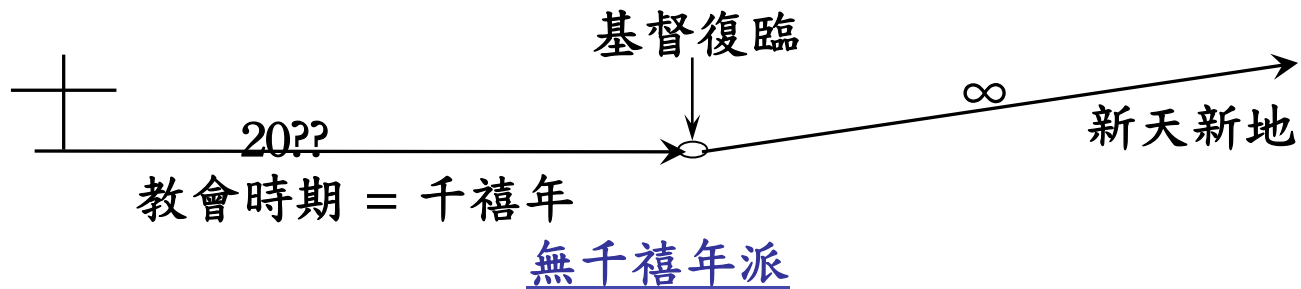 基督復臨
∞
新天新地
20??
教會時期 = 千禧年
無千禧年派